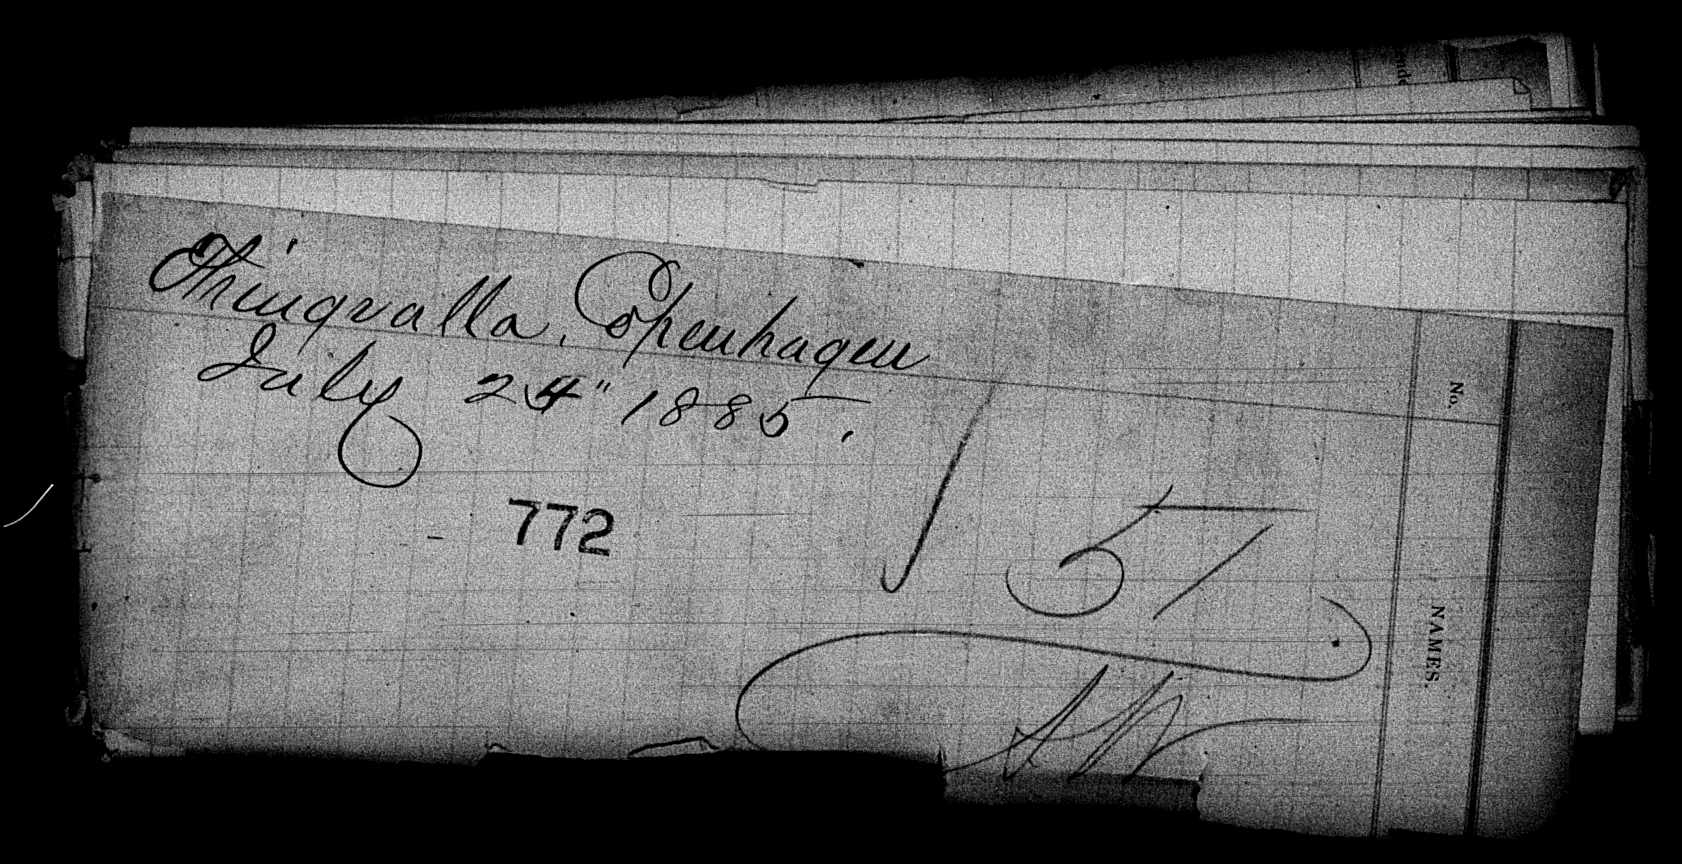 Thingvalla, Copenhagen
July 24" 1885.
772
57
No.
NAMES.